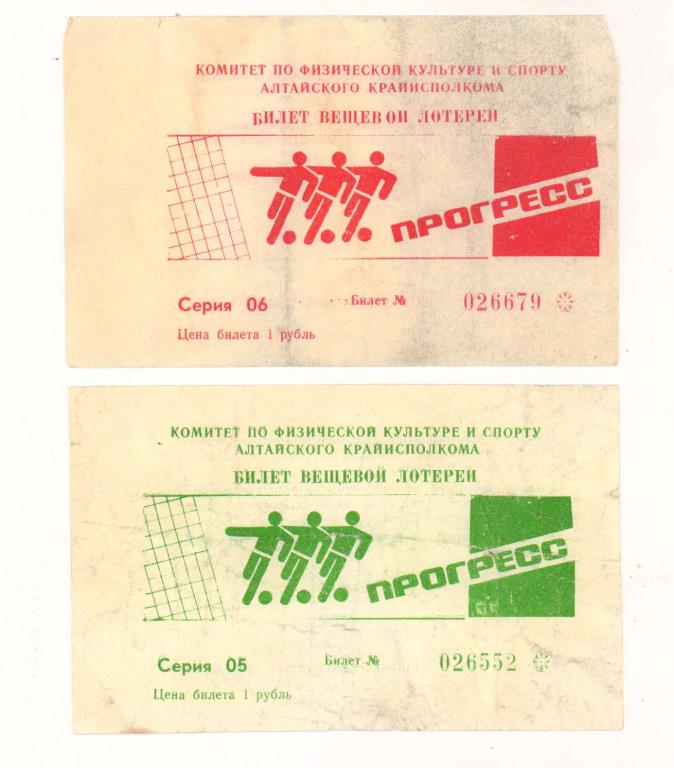 КОМИТЕТ ПО ФИЗИЧЕСКОЙ КУЛЬТУРЕ И СПОРТУ
АЛТАЙСКОГО КРАЙИСПОЛКОМА
БИЛЕТ ВЕЩЕВОЙ ЛОТЕРЕИ
ПРОГРЕСС
Серия 06 Билет № 026679
Цена билета 1 рубль
КОМИТЕТ ПО ФИЗИЧЕСКОЙ КУЛЬТУРЕ И СПОРТУ
АЛТАЙСКОГО КРАЙИСПОЛКОМА
БИЛЕТ ВЕЩЕВОЙ ЛОТЕРЕИ
ПРОГРЕСС
Серия 05 Билет № 026552
Цена билета 1 рубль